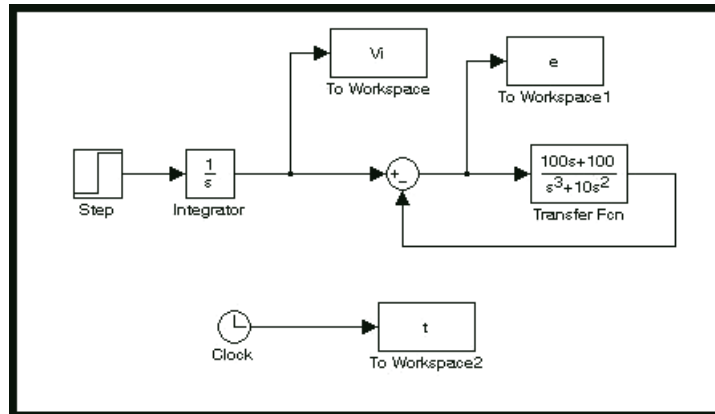 Vi
To Workspace
e
To Workspace1
Step
1
s
Integrator
+
−
100s+100
s³+10s²
Transfer Fcn
Clock
t
To Workspace2